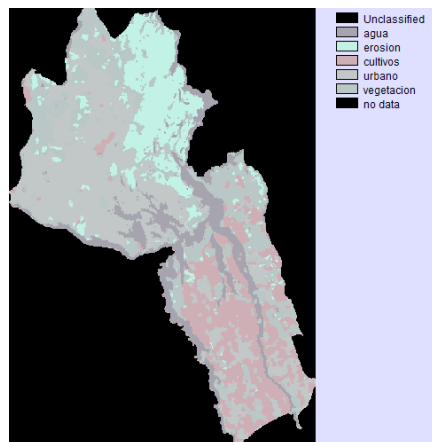 Unclassified
agua
erosion
cultivos
urbano
vegetacion
no data